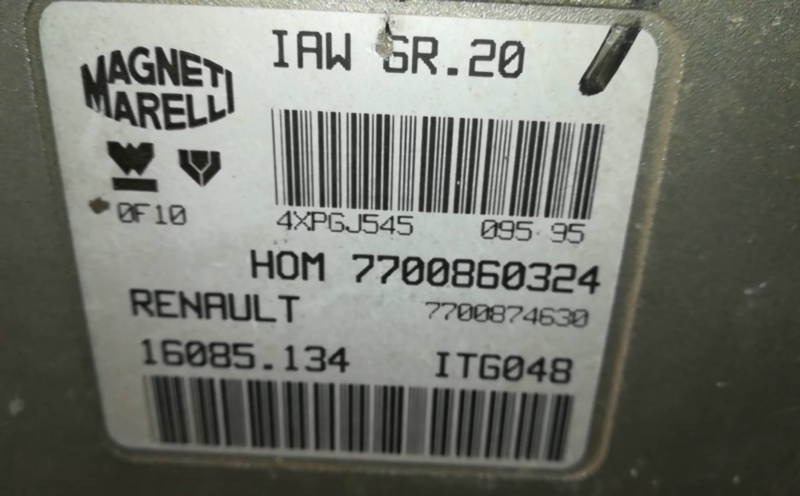 MAGNETI
MARELLI
IAW GR.20
0F10
4XPGJ545 095 95
HOM 7700860324
RENAULT 7700874630
16085.134 ITG048